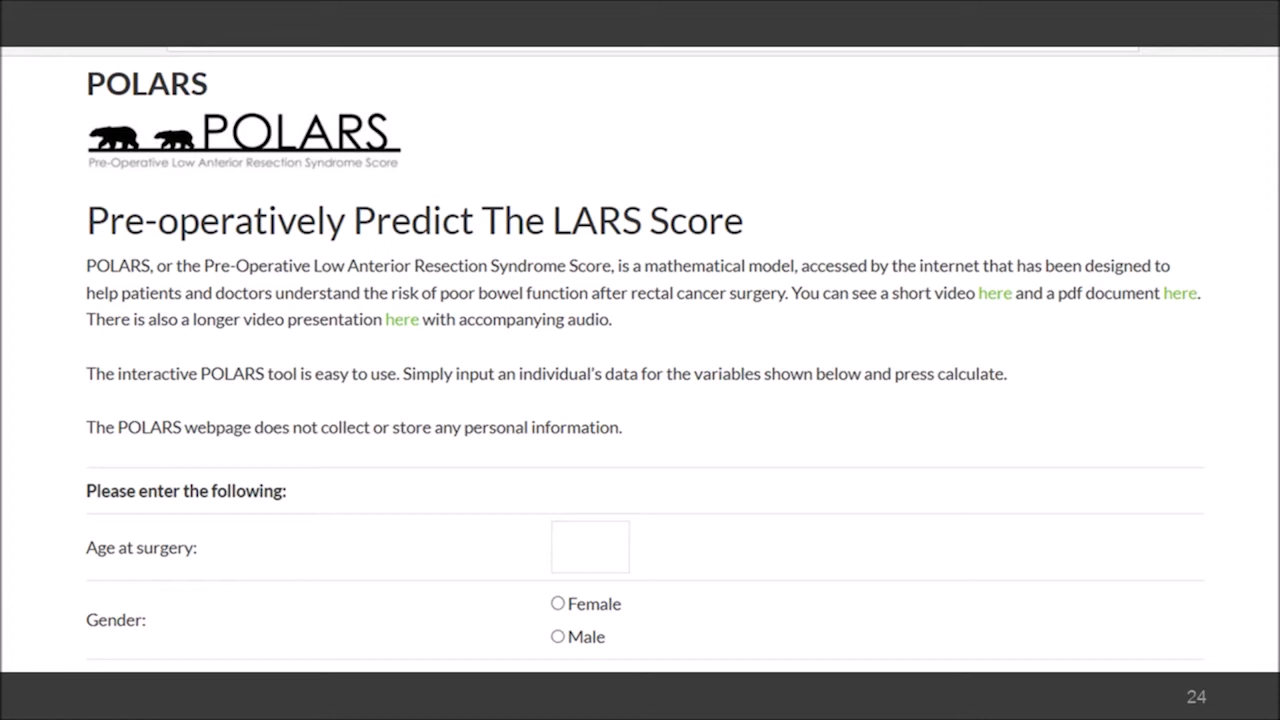 POLARS
POLARS
Pre-Operative Low Anterior Resection Syndrome Score
Pre-operatively Predict The LARS Score
POLARS, or the Pre-Operative Low Anterior Resection Syndrome Score, is a mathematical model, accessed by the internet that has been designed to
help patients and doctors understand the risk of poor bowel function after rectal cancer surgery. You can see a short video here and a pdf document here.
There is also a longer video presentation here with accompanying audio.
The interactive POLARS tool is easy to use. Simply input an individual’s data for the variables shown below and press calculate.
The POLARS webpage does not collect or store any personal information.
Please enter the following:
Age at surgery:
Gender:
Female
Male
24